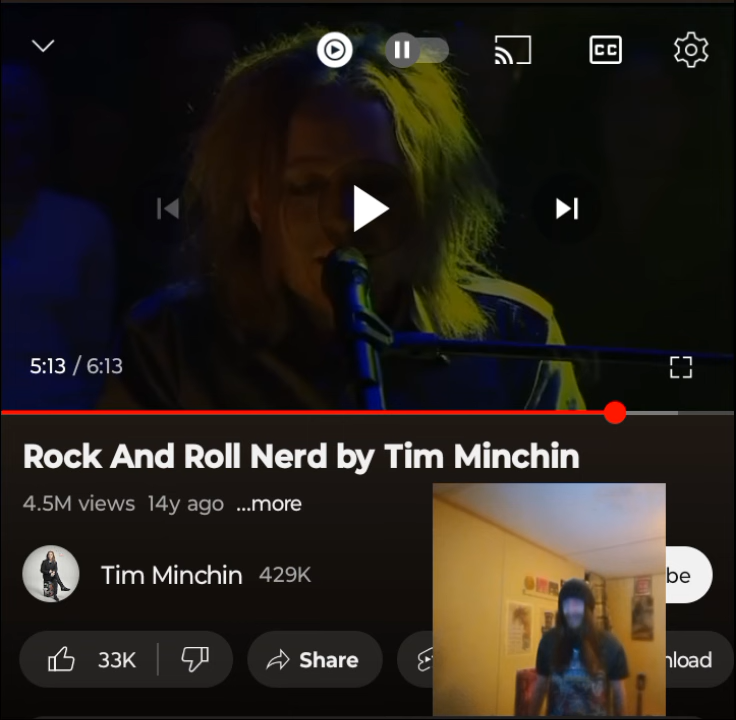 CC
5:13 / 6:13
Rock And Roll Nerd by Tim Minchin
4.5M views 14y ago ...more
Tim Minchin 429K
be
33K Share nload